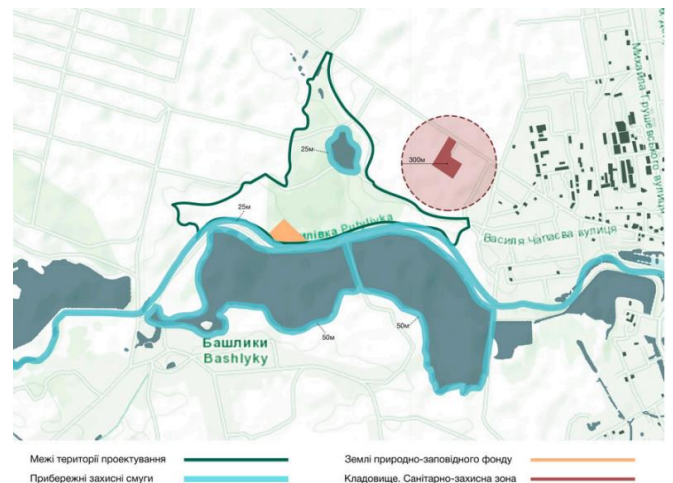 Михайла Грушевського вулиця
25м
300м
25м
Putylivka
Василя Чапаєва вулиця
50м
50м
Башлики
Bashlyky
Межі території проектування
Землі природно-заповідного фонду
Прибережні захисні смуги
Кладовище. Санітарно-захисна зона